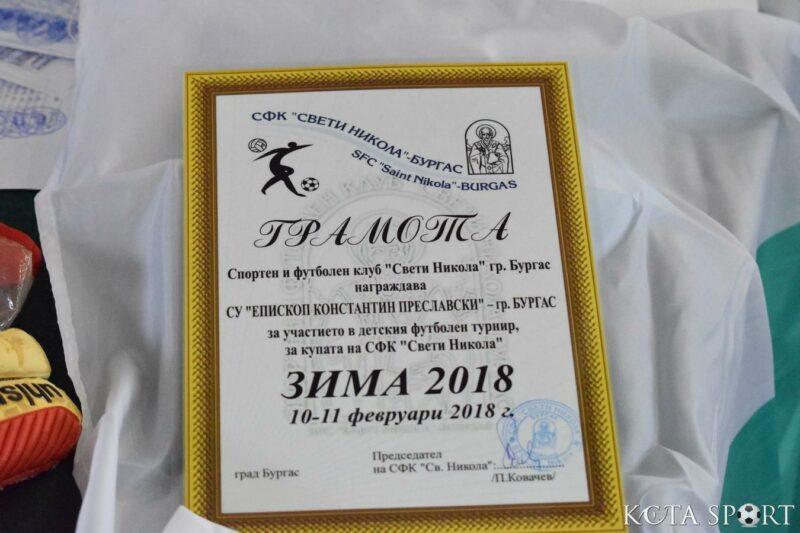 СФК "СВЕТИ НИКОЛА"-БУРГАС
SFC "Saint Nikola"-BURGAS
ГРАМОТА
Спортен и футболен клуб "Свети Никола" гр. Бургас
награждава
СУ "ЕПИСКОП КОНСТАНТИН ПРЕСЛАВСКИ" – гр. БУРГАС
за участието в детския футболен турнир,
за купата на СФК "Свети Никола"
ЗИМА 2018
10-11 февруари 2018 г.
град Бургас
Председател
на СФК "Св. Никола":
/П.Ковачев/
uhls
KOTA SPORT